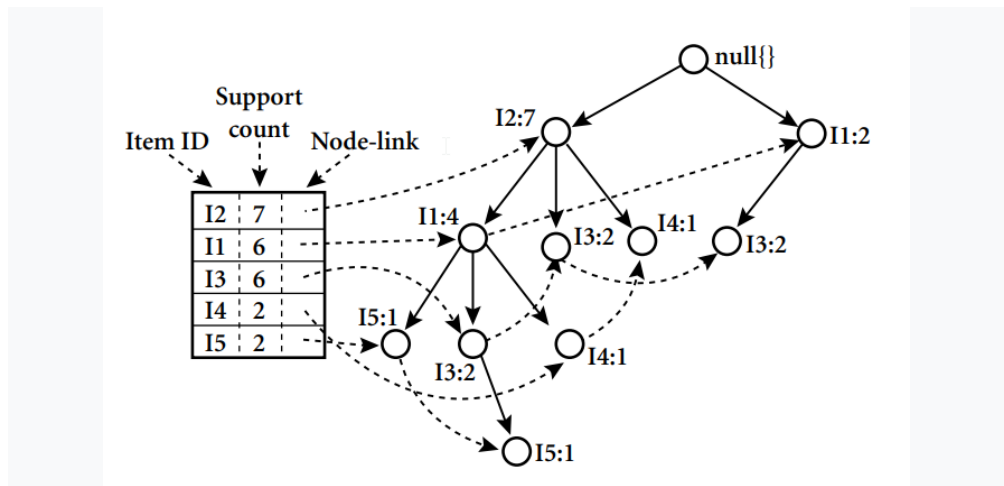 null{}
Support
count
Item ID
Node-link
I2:7
I1:2
I2 7
I1 6
I3 6
I4 2
I5 2
I1:4
I3:2
I4:1
I3:2
I5:1
I3:2
I4:1
I5:1